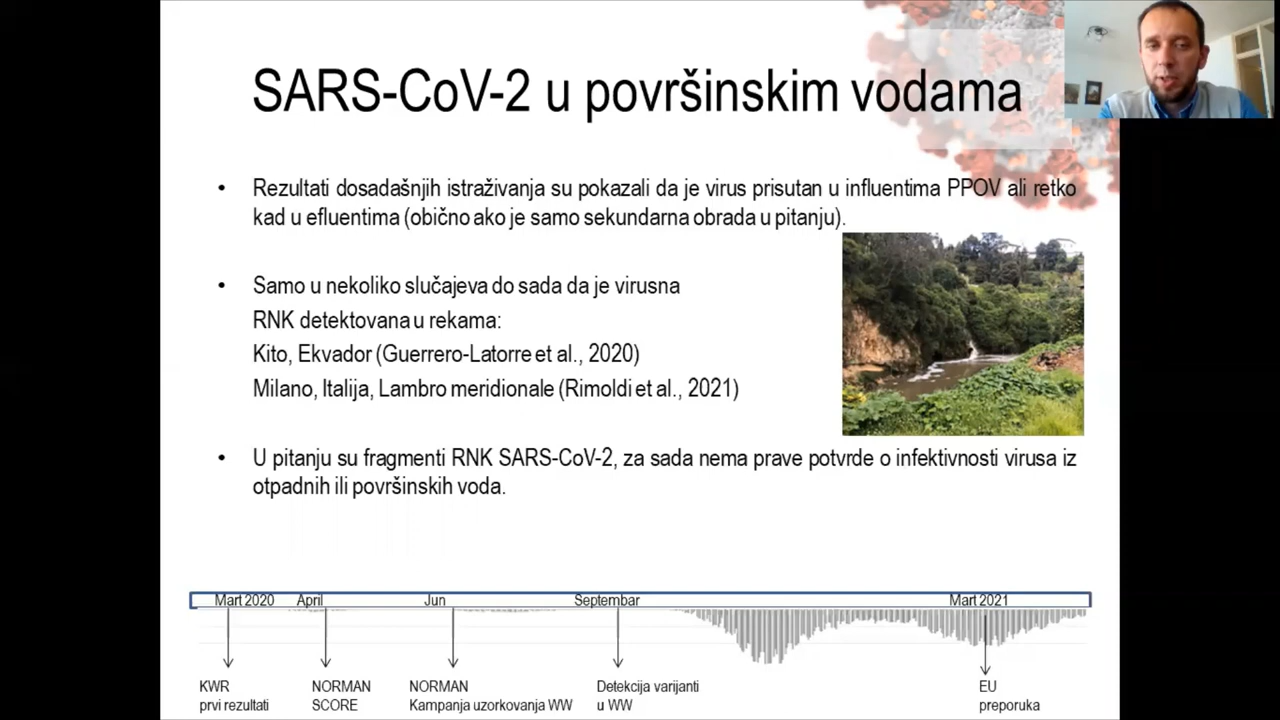 SARS-CoV-2 u površinskim vodama
• Rezultati dosadašnjih istraživanja su pokazali da je virus prisutan u influentima PPOV ali retko
kad u efluentima (obično ako je samo sekundarna obrada u pitanju).
• Samo u nekoliko slučajeva do sada da je virusna
RNK detektovana u rekama:
Kito, Ekvador (Guerrero-Latorre et al., 2020)
Milano, Italija, Lambro meridionale (Rimoldi et al., 2021)
• U pitanju su fragmenti RNK SARS-CoV-2, za sada nema prave potvrde o infektivnosti virusa iz
otpadnih ili površinskih voda.
Mart 2020 April Jun Septembar Mart 2021
KWR
prvi rezultati
NORMAN
SCORE
NORMAN
Kampanja uzorkovanja WW
Detekcija varijanti
u WW
EU
preporuka